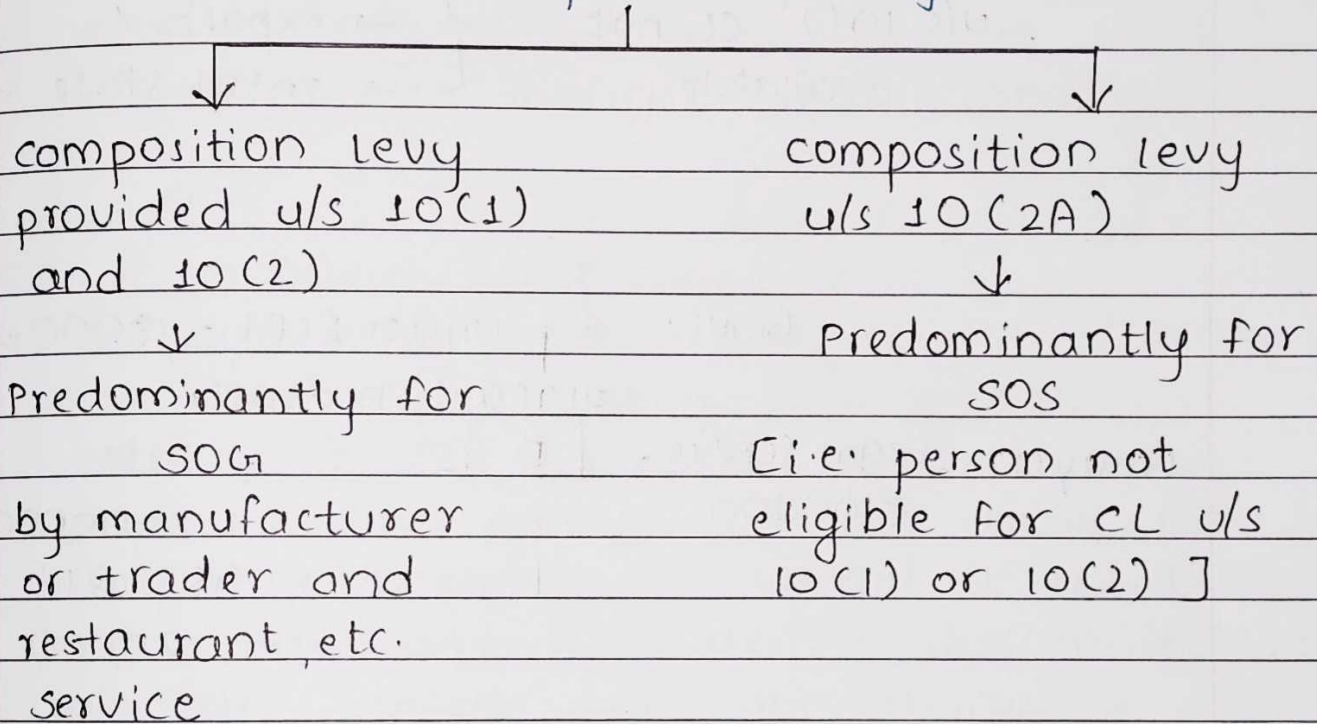 composition levy
provided u/s 10(1)
and 10(2)
Predominantly for
SOG
by manufacturer
or trader and
restaurant, etc.
service
composition levy
u/s 10(2A)
Predominantly for
SOS
[i.e. person not
eligible for CL u/s
10(1) or 10(2)]